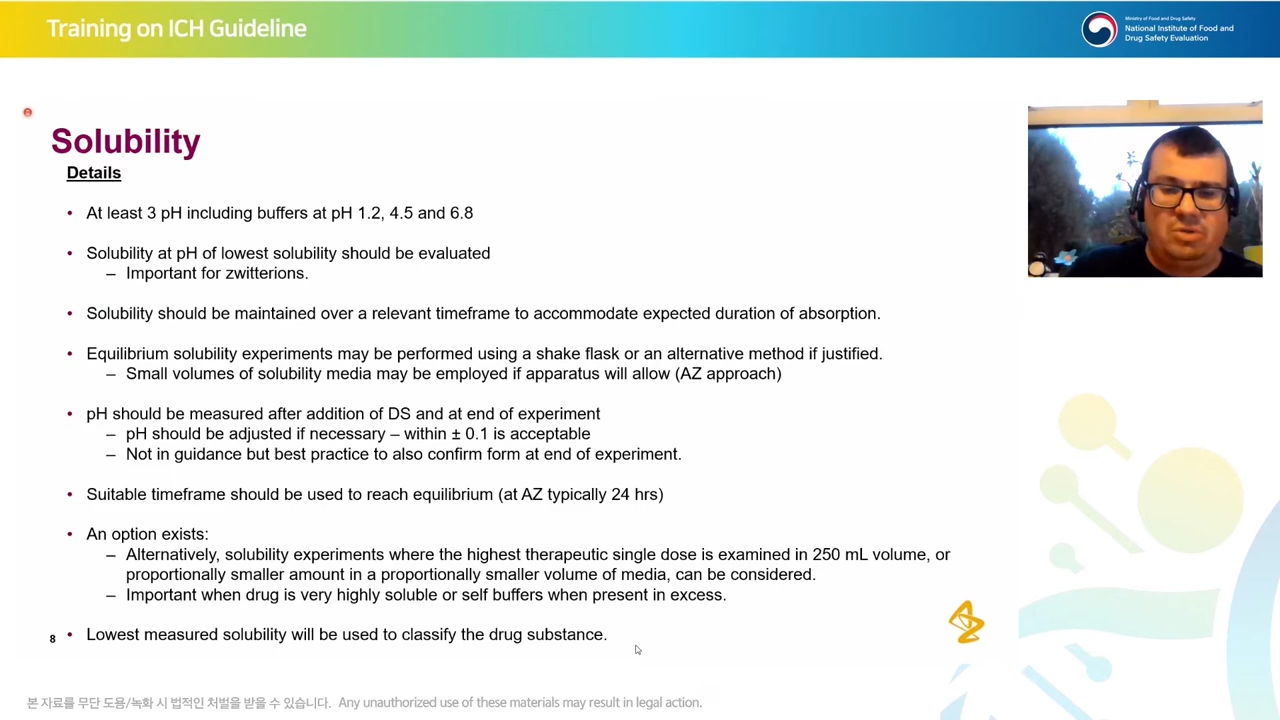 Training on ICH Guideline
Ministry of Food and Drug Safety
National Institute of Food and
Drug Safety Evaluation
Solubility
Details
• At least 3 pH including buffers at pH 1.2, 4.5 and 6.8
• Solubility at pH of lowest solubility should be evaluated
– Important for zwitterions.
• Solubility should be maintained over a relevant timeframe to accommodate expected duration of absorption.
• Equilibrium solubility experiments may be performed using a shake flask or an alternative method if justified.
– Small volumes of solubility media may be employed if apparatus will allow (AZ approach)
• pH should be measured after addition of DS and at end of experiment
– pH should be adjusted if necessary – within ± 0.1 is acceptable
– Not in guidance but best practice to also confirm form at end of experiment.
• Suitable timeframe should be used to reach equilibrium (at AZ typically 24 hrs)
• An option exists:
– Alternatively, solubility experiments where the highest therapeutic single dose is examined in 250 mL volume, or
proportionally smaller amount in a proportionally smaller volume of media, can be considered.
– Important when drug is very highly soluble or self buffers when present in excess.
8 • Lowest measured solubility will be used to classify the drug substance.
본 자료를 무단 도용/녹화 시 법적인 처벌을 받을 수 있습니다. Any unauthorized use of these materials may result in legal action.